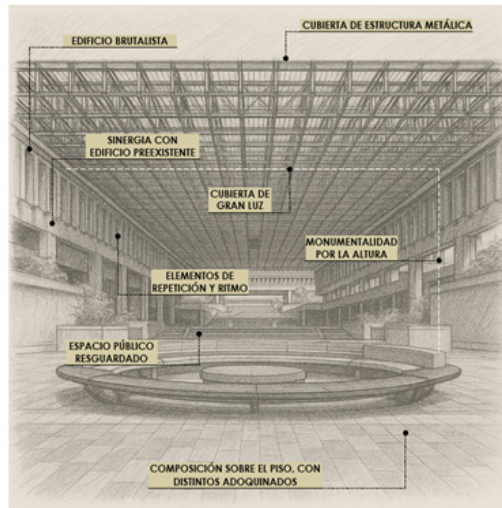 CUBIERTA DE ESTRUCTURA METÁLICA
EDIFICIO BRUTALISTA
SINERGIA CON
EDIFICIO PREEXISTENTE
CUBIERTA DE
GRAN LUZ
MONUMENTALIDAD
POR LA ALTURA
ELEMENTOS DE
REPETICIÓN Y RITMO
ESPACIO PÚBLICO
RESGUARDADO
COMPOSICIÓN SOBRE EL PISO, CON
DISTINTOS ADOQUINADOS